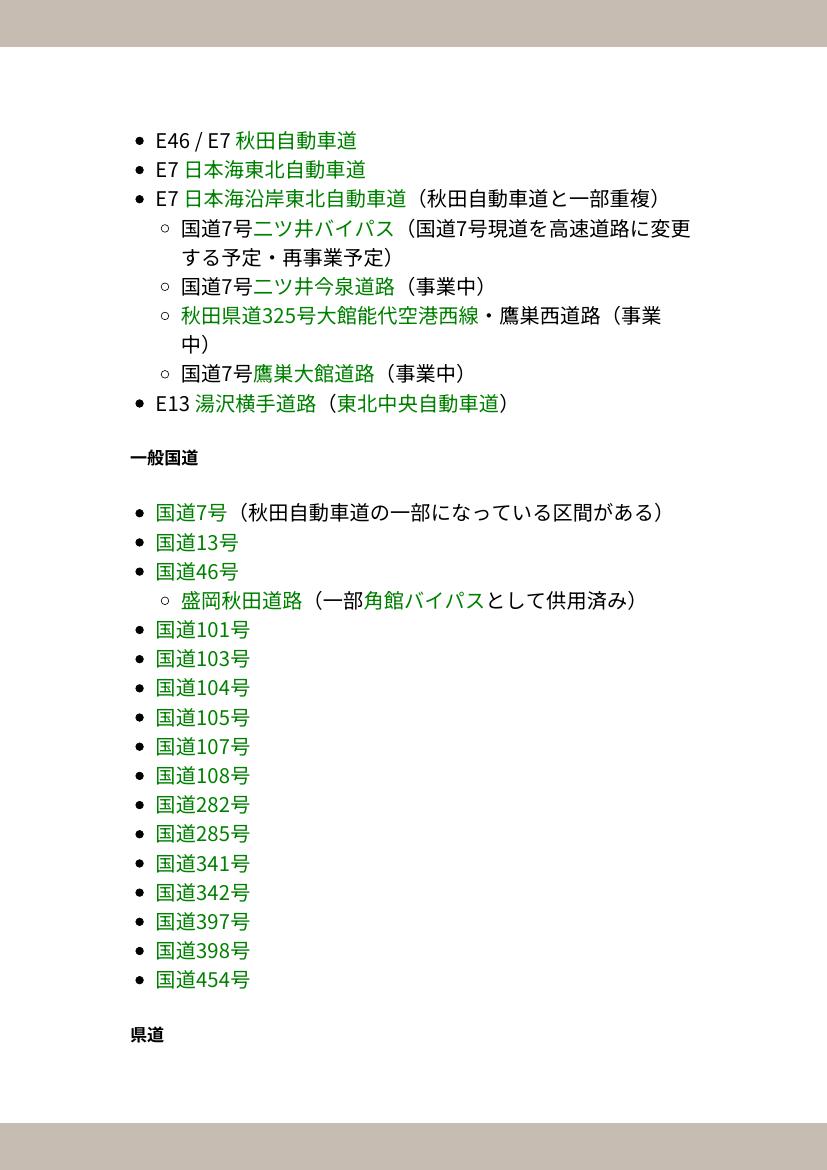 E46 / E7 秋田自動車道
E7 日本海東北自動車道
E7 日本海沿岸東北自動車道（秋田自動車道と一部重複）
国道7号二ツ井バイパス（国道7号現道を高速道路に変更
する予定・再事業予定）
国道7号二ツ井今泉道路（事業中）
秋田県道325号大館能代空港西線・鷹巣西道路（事業
中）
国道7号鷹巣大館道路（事業中）
E13 湯沢横手道路（東北中央自動車道）
一般国道
国道7号（秋田自動車道の一部になっている区間がある）
国道13号
国道46号
盛岡秋田道路（一部角館バイパスとして供用済み）
国道101号
国道103号
国道104号
国道105号
国道107号
国道108号
国道282号
国道285号
国道341号
国道342号
国道397号
国道398号
国道454号
県道